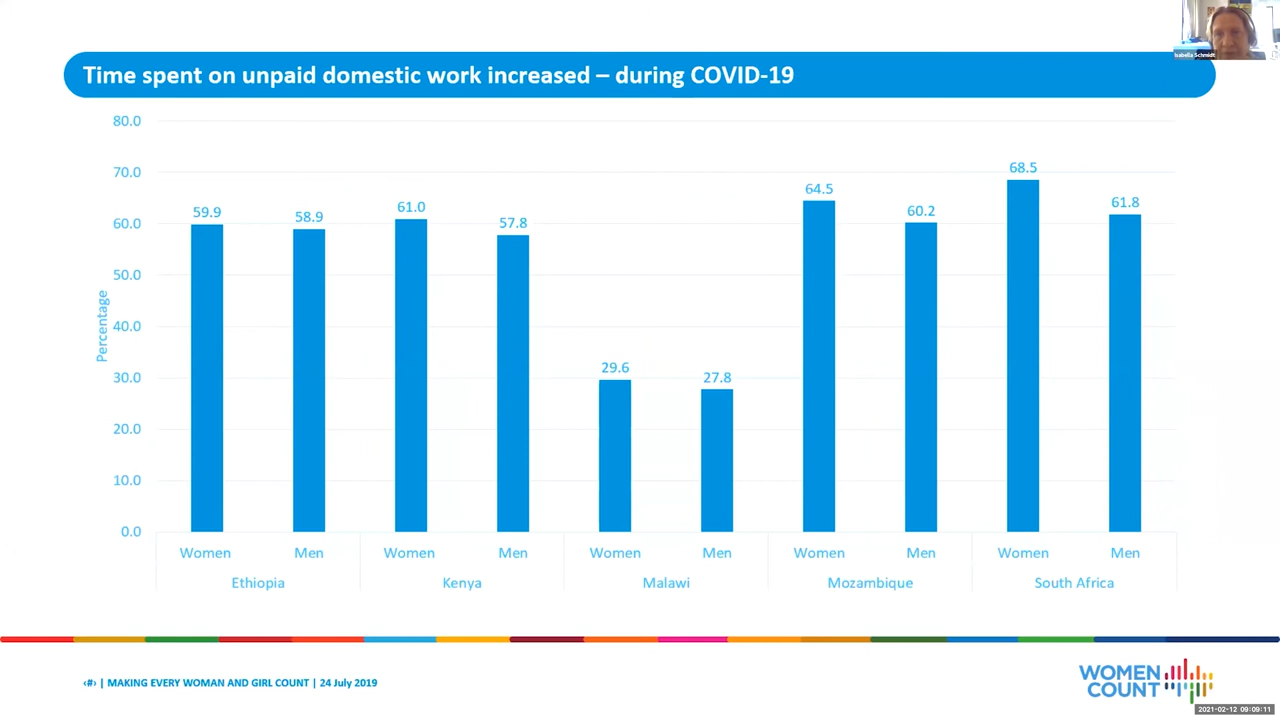 Isabella Schmidt
Time spent on unpaid domestic work increased – during COVID-19
80.0
70.0
60.0
50.0
40.0
30.0
20.0
10.0
0.0
Percentage
59.9
58.9
61.0
57.8
29.6
27.8
64.5
60.2
68.5
61.8
Women Men Women Men Women Men Women Men Women Men
Ethiopia Kenya Malawi Mozambique South Africa
‹#› | MAKING EVERY WOMAN AND GIRL COUNT | 24 July 2019
WOMEN
COUNT
2021-02-12 09:09:11